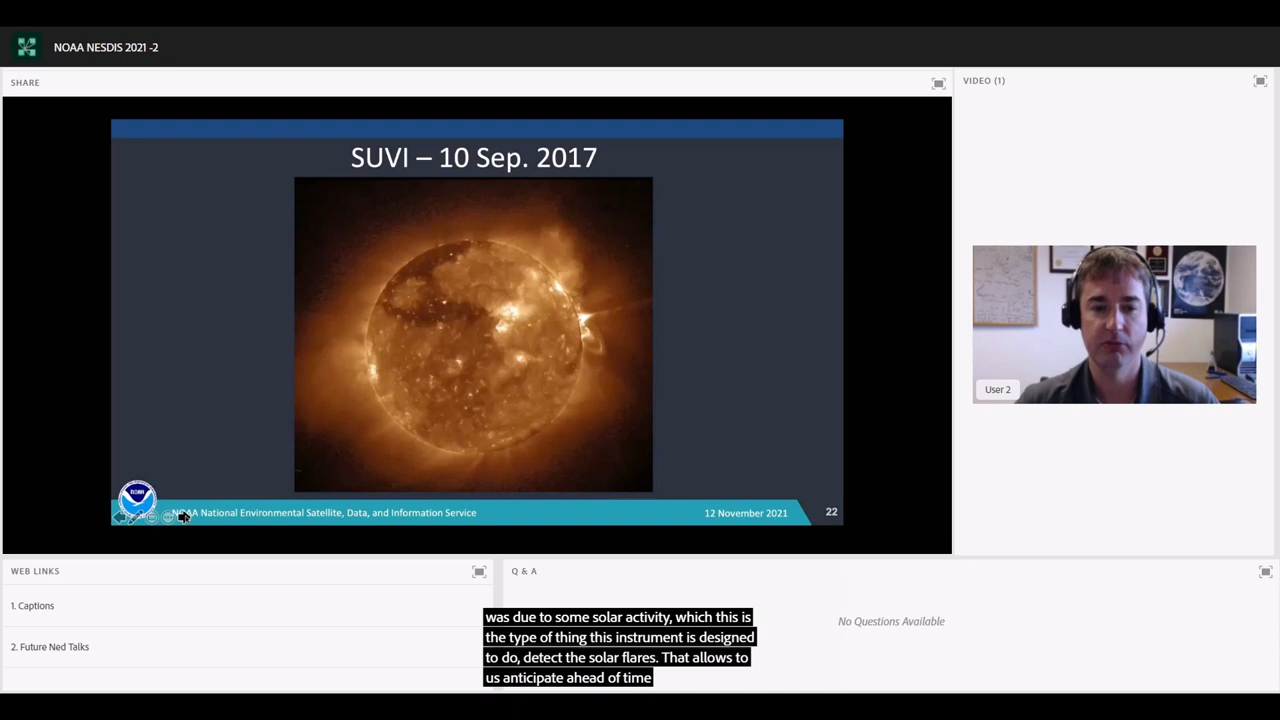 NOAA NESDIS 2021 -2
SHARE
VIDEO (1)
SUVI – 10 Sep. 2017
User 2
NOAA
NOAA National Environmental Satellite, Data, and Information Service
12 November 2021
22
WEB LINKS
1. Captions
2. Future Ned Talks
Q & A
No Questions Available
was due to some solar activity, which this is
the type of thing this instrument is designed
to do, detect the solar flares. That allows to
us anticipate ahead of time